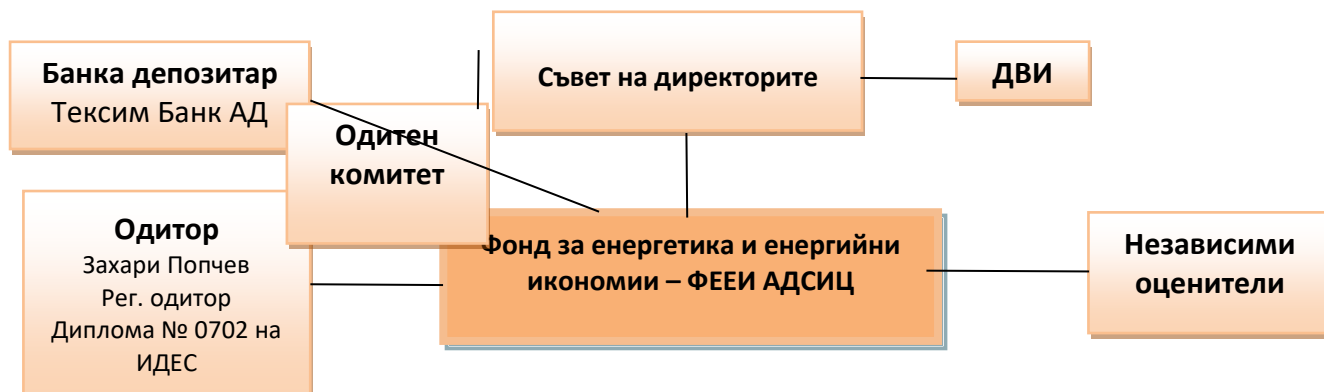 Банка депозитар
Тексим Банк АД
Съвет на директорите
ДВИ
Одитен
комитет
Одитор
Захари Попчев
Рег. одитор
Диплома № 0702 на
ИДЕС
Фонд за енергетика и енергийни
икономии – ФЕЕИ АДСИЦ
Независими
оценители